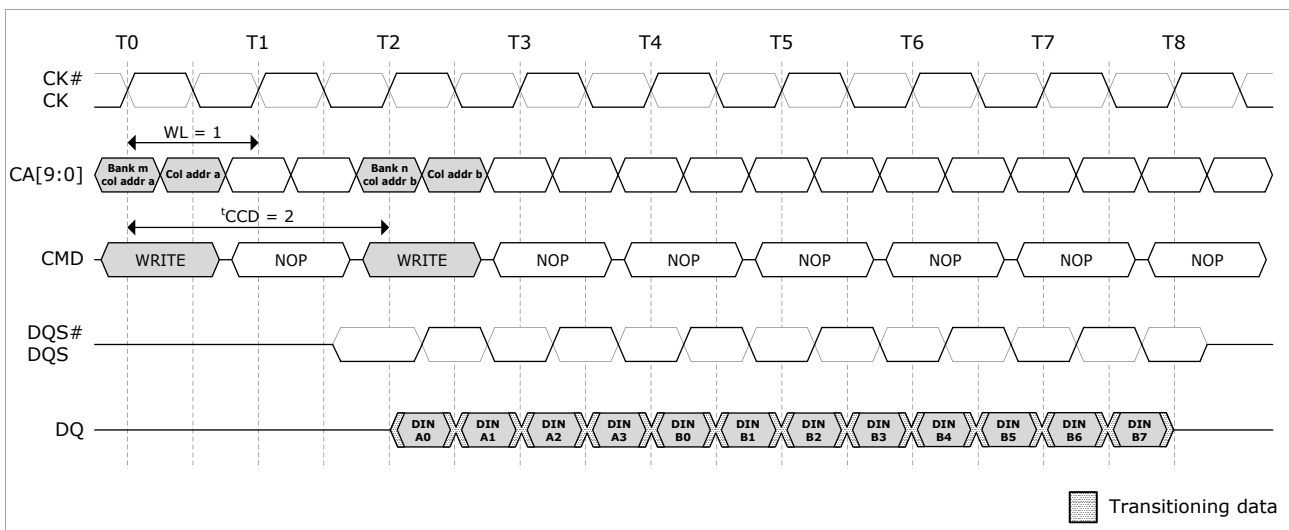 T0 T1 T2 T3 T4 T5 T6 T7 T8
CK#
CK
WL = 1
CA[9:0]
Bank m
col addr a
Col addr a
Bank n
col addr b
Col addr b
tCCD = 2
CMD WRITE NOP WRITE NOP NOP NOP NOP NOP NOP
DQS#
DQS
DQ
DIN
A0
DIN
A1
DIN
A2
DIN
A3
DIN
B0
DIN
B1
DIN
B2
DIN
B3
DIN
B4
DIN
B5
DIN
B6
DIN
B7
Transitioning data